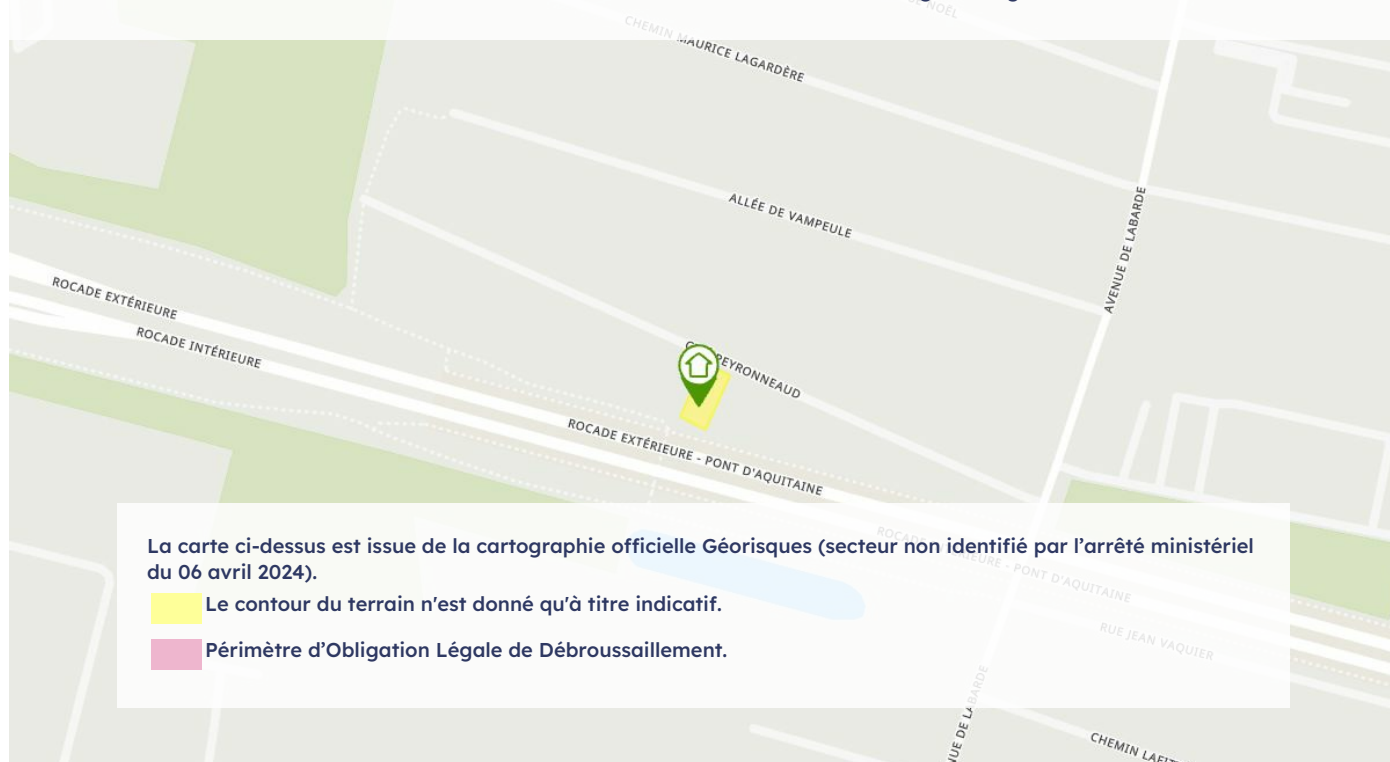 NOËL
CHEMIN MAURICE LAGARDÈRE
ALLÉE DE VAMPEULE
AVENUE DE LABARDE
ROCADE EXTÉRIEURE
ROCADE INTÉRIEURE
PEYRONNEAUD
ROCADE EXTÉRIEURE - PONT D'AQUITAINE
La carte ci-dessus est issue de la cartographie officielle Géorisques (secteur non identifié par l’arrêté ministériel
du 06 avril 2024).
Le contour du terrain n'est donné qu'à titre indicatif.
Périmètre d’Obligation Légale de Débroussaillement.
PONT D'AQUITAINE
RUE JEAN VAQUIER
DE LABARDE
CHEMIN